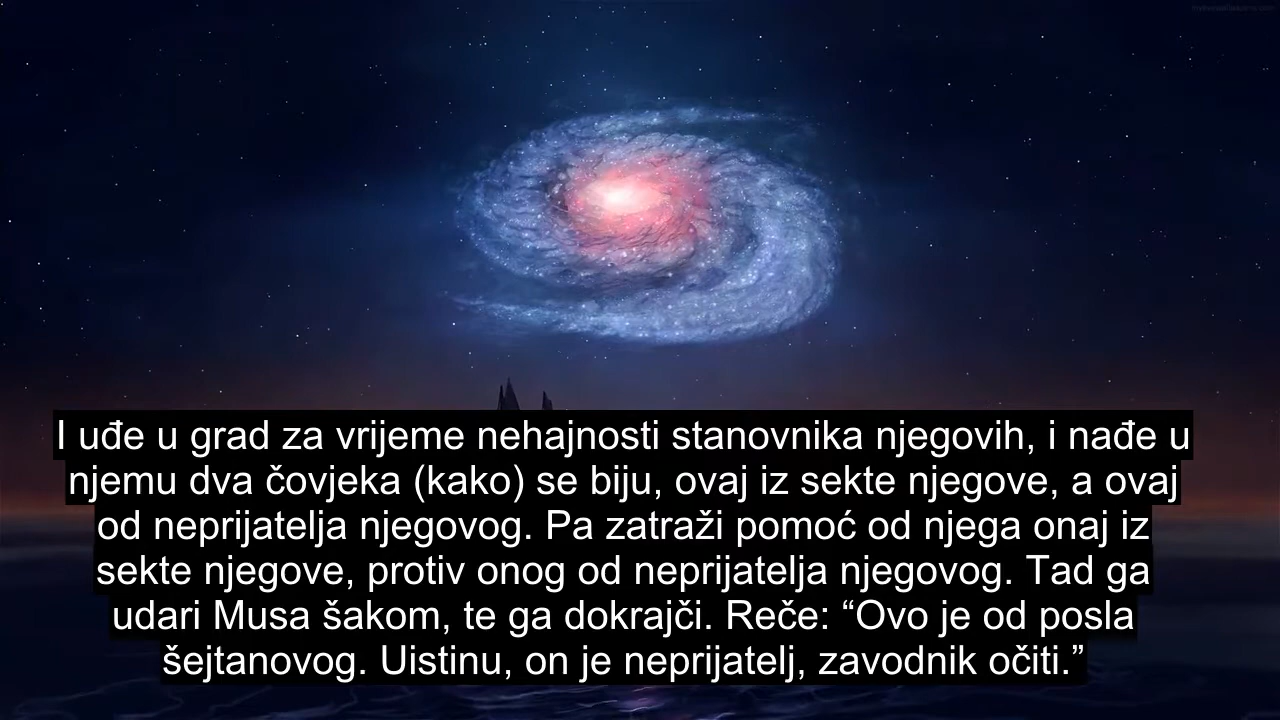 I uđe u grad za vrijeme nehajnosti stanovnika njegovih, i nađe u
njemu dva čovjeka (kako) se biju, ovaj iz sekte njegove, a ovaj
od neprijatelja njegovog. Pa zatraži pomoć od njega onaj iz
sekte njegove, protiv onog od neprijatelja njegovog. Tad ga
udari Musa šakom, te ga dokrajči. Reče: “Ovo je od posla
šejtanovog. Uistinu, on je neprijatelj, zavodnik očiti.”